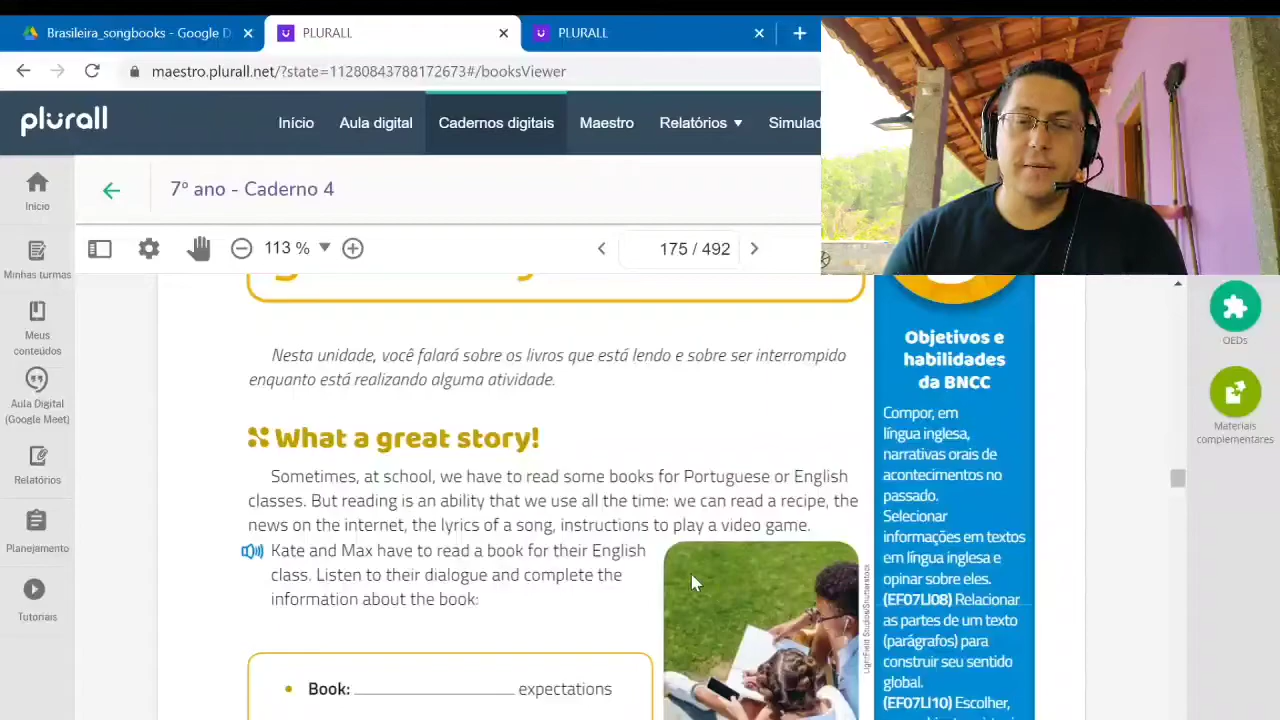 Brasileira_songbooks - Google D
PLURALL
PLURALL
maestro.plurall.net/?state=11280843788172673#/booksViewer
plurall
Início
Aula digital
Cadernos digitais
Maestro
Relatórios
Simulad
7º ano - Caderno 4
113 %
175 / 492
Início
Minhas turmas
Meus
conteúdos
Aula Digital
(Google Meet)
Relatórios
Planejamento
Tutoriais
Nesta unidade, você falará sobre os livros que está lendo e sobre ser interrompido
enquanto está realizando alguma atividade.
What a great story!
Sometimes, at school, we have to read some books for Portuguese or English
classes. But reading is an ability that we use all the time: we can read a recipe, the
news on the internet, the lyrics of a song, instructions to play a video game.
Kate and Max have to read a book for their English
class. Listen to their dialogue and complete the
information about the book:
• Book: ____________________ expectations
LightField Studios/Shutterstock
Objetivos e
habilidades
da BNCC
Compor, em
língua inglesa,
narrativas orais de
acontecimentos no
passado.
Selecionar
informações em textos
em língua inglesa e
opinar sobre eles.
(EF07LI08) Relacionar
as partes de um texto
(parágrafos) para
construir seu sentido
global.
(EF07LI10) Escolher,
OEDs
Materiais
complementares